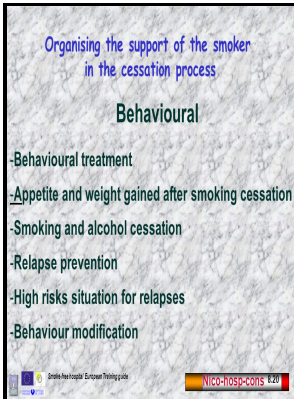 Organising the support of the smoker
in the cessation process
Behavioural
-Behavioural treatment
-Appetite and weight gained after smoking cessation
-Smoking and alcohol cessation
-Relapse prevention
-High risks situation for relapses
-Behaviour modification
Smoke-free hospital European Training guide
Nico-hosp-cons 8.20